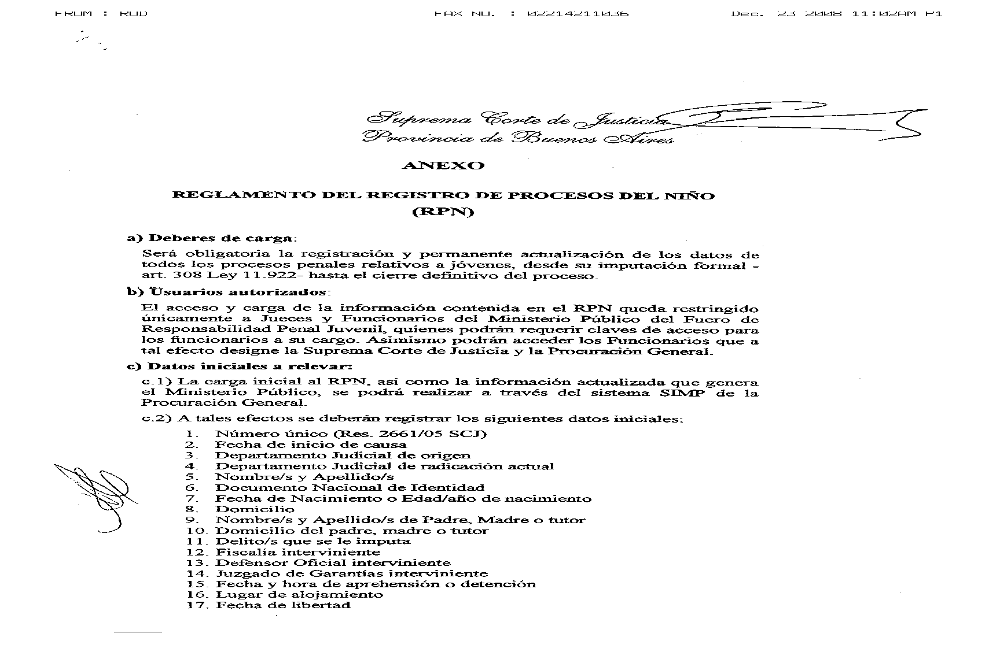 FROM : RUD FAX NO. : 02214211036 Dec. 23 2008 11:02AM P1
Suprema Corte de Justicia
Provincia de Buenos Aires
ANEXO
REGLAMENTO DEL REGISTRO DE PROCESOS DEL NIÑO
(RPN)
a) Deberes de carga:
Será obligatoria la registración y permanente actualización de los datos de
todos los procesos penales relativos a jóvenes, desde su imputación formal -
art. 308 Ley 11.922- hasta el cierre definitivo del proceso.
b) Usuarios autorizados:
El acceso y carga de la información contenida en el RPN queda restringido
únicamente a Jueces y Funcionarios del Ministerio Público del Fuero de
Responsabilidad Penal Juvenil, quienes podrán requerir claves de acceso para
los funcionarios a su cargo. Asimismo podrán acceder los Funcionarios que a
tal efecto designe la Suprema Corte de Justicia y la Procuración General.
c) Datos iniciales a relevar:
c.1) La carga inicial al RPN, así como la información actualizada que genera
el Ministerio Público, se podrá realizar a través del sistema SIMP de la
Procuración General.
c.2) A tales efectos se deberán registrar los siguientes datos iniciales:
1. Número único (Res. 2661/05 SCJ)
2. Fecha de inicio de causa
3. Departamento Judicial de origen
4. Departamento Judicial de radicación actual
5. Nombre/s y Apellido/s
6. Documento Nacional de Identidad
7. Fecha de Nacimiento o Edad/año de nacimiento
8. Domicilio
9. Nombre/s y Apellido/s de Padre, Madre o tutor
10. Domicilio del padre, madre o tutor
11. Delito/s que se le imputa
12. Fiscalía interviniente
13. Defensor Oficial interviniente
14. Juzgado de Garantías interviniente
15. Fecha y hora de aprehensión o detención
16. Lugar de alojamiento
17. Fecha de libertad